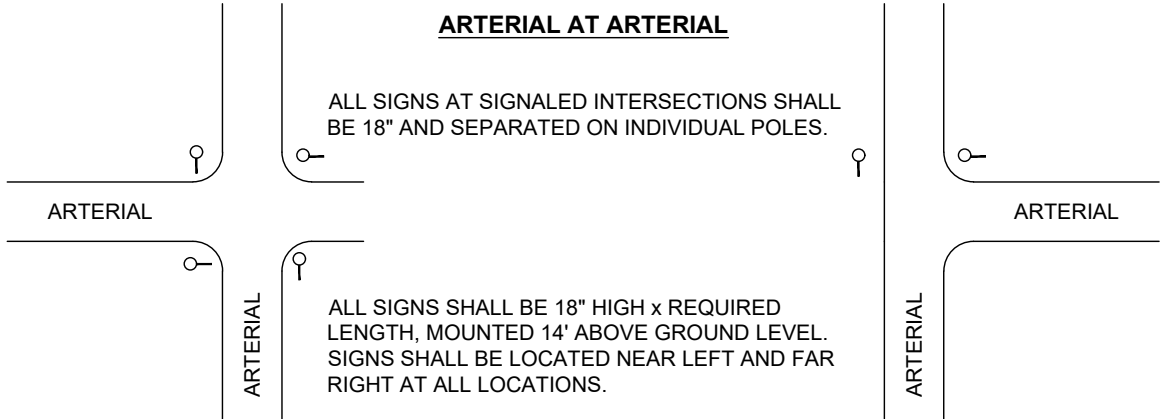 ARTERIAL AT ARTERIAL
ALL SIGNS AT SIGNALED INTERSECTIONS SHALL
BE 18" AND SEPARATED ON INDIVIDUAL POLES.
ARTERIAL
ARTERIAL
ALL SIGNS SHALL BE 18" HIGH x REQUIRED
LENGTH, MOUNTED 14' ABOVE GROUND LEVEL.
SIGNS SHALL BE LOCATED NEAR LEFT AND FAR
RIGHT AT ALL LOCATIONS.
ARTERIAL
ARTERIAL